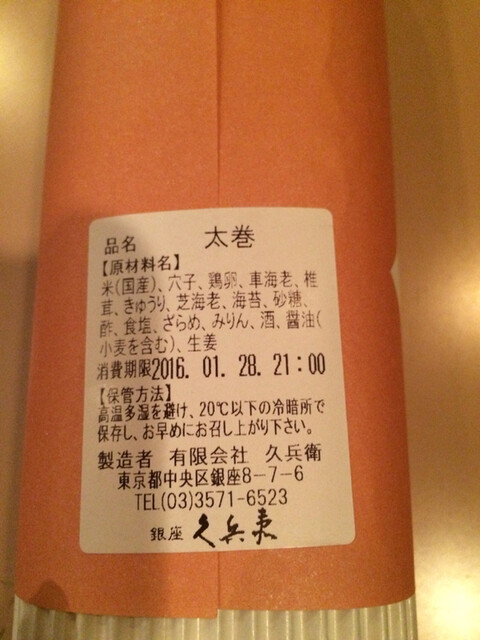 品名 太巻
【原材料名】
米(国産)、穴子、鶏卵、車海老、椎
茸、きゅうり、芝海老、海苔、砂糖、
酢、食塩、ざらめ、みりん、酒、醤油(
小麦を含む)、生姜
消費期限2016. 01. 28. 21:00
【保管方法】
高温多湿を避け、20℃以下の冷暗所で
保存し、お早めにお召し上がり下さい。
製造者 有限会社 久兵衛
東京都中央区銀座8-7-6
TEL(03)3571-6523
銀座 久兵衛